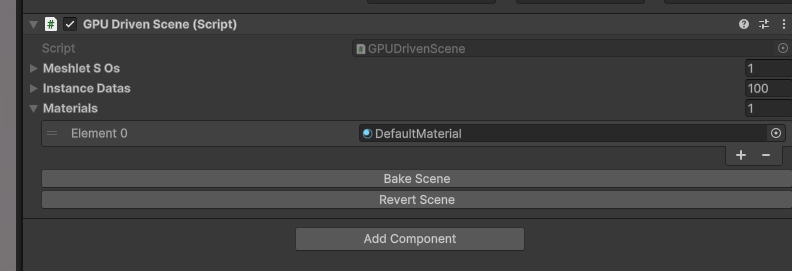 # GPU Driven Scene (Script)
Script GPUDrivenScene
Meshlet S Os 1
Instance Datas 100
Materials 1
Element 0 DefaultMaterial
+ −
Bake Scene
Revert Scene
Add Component